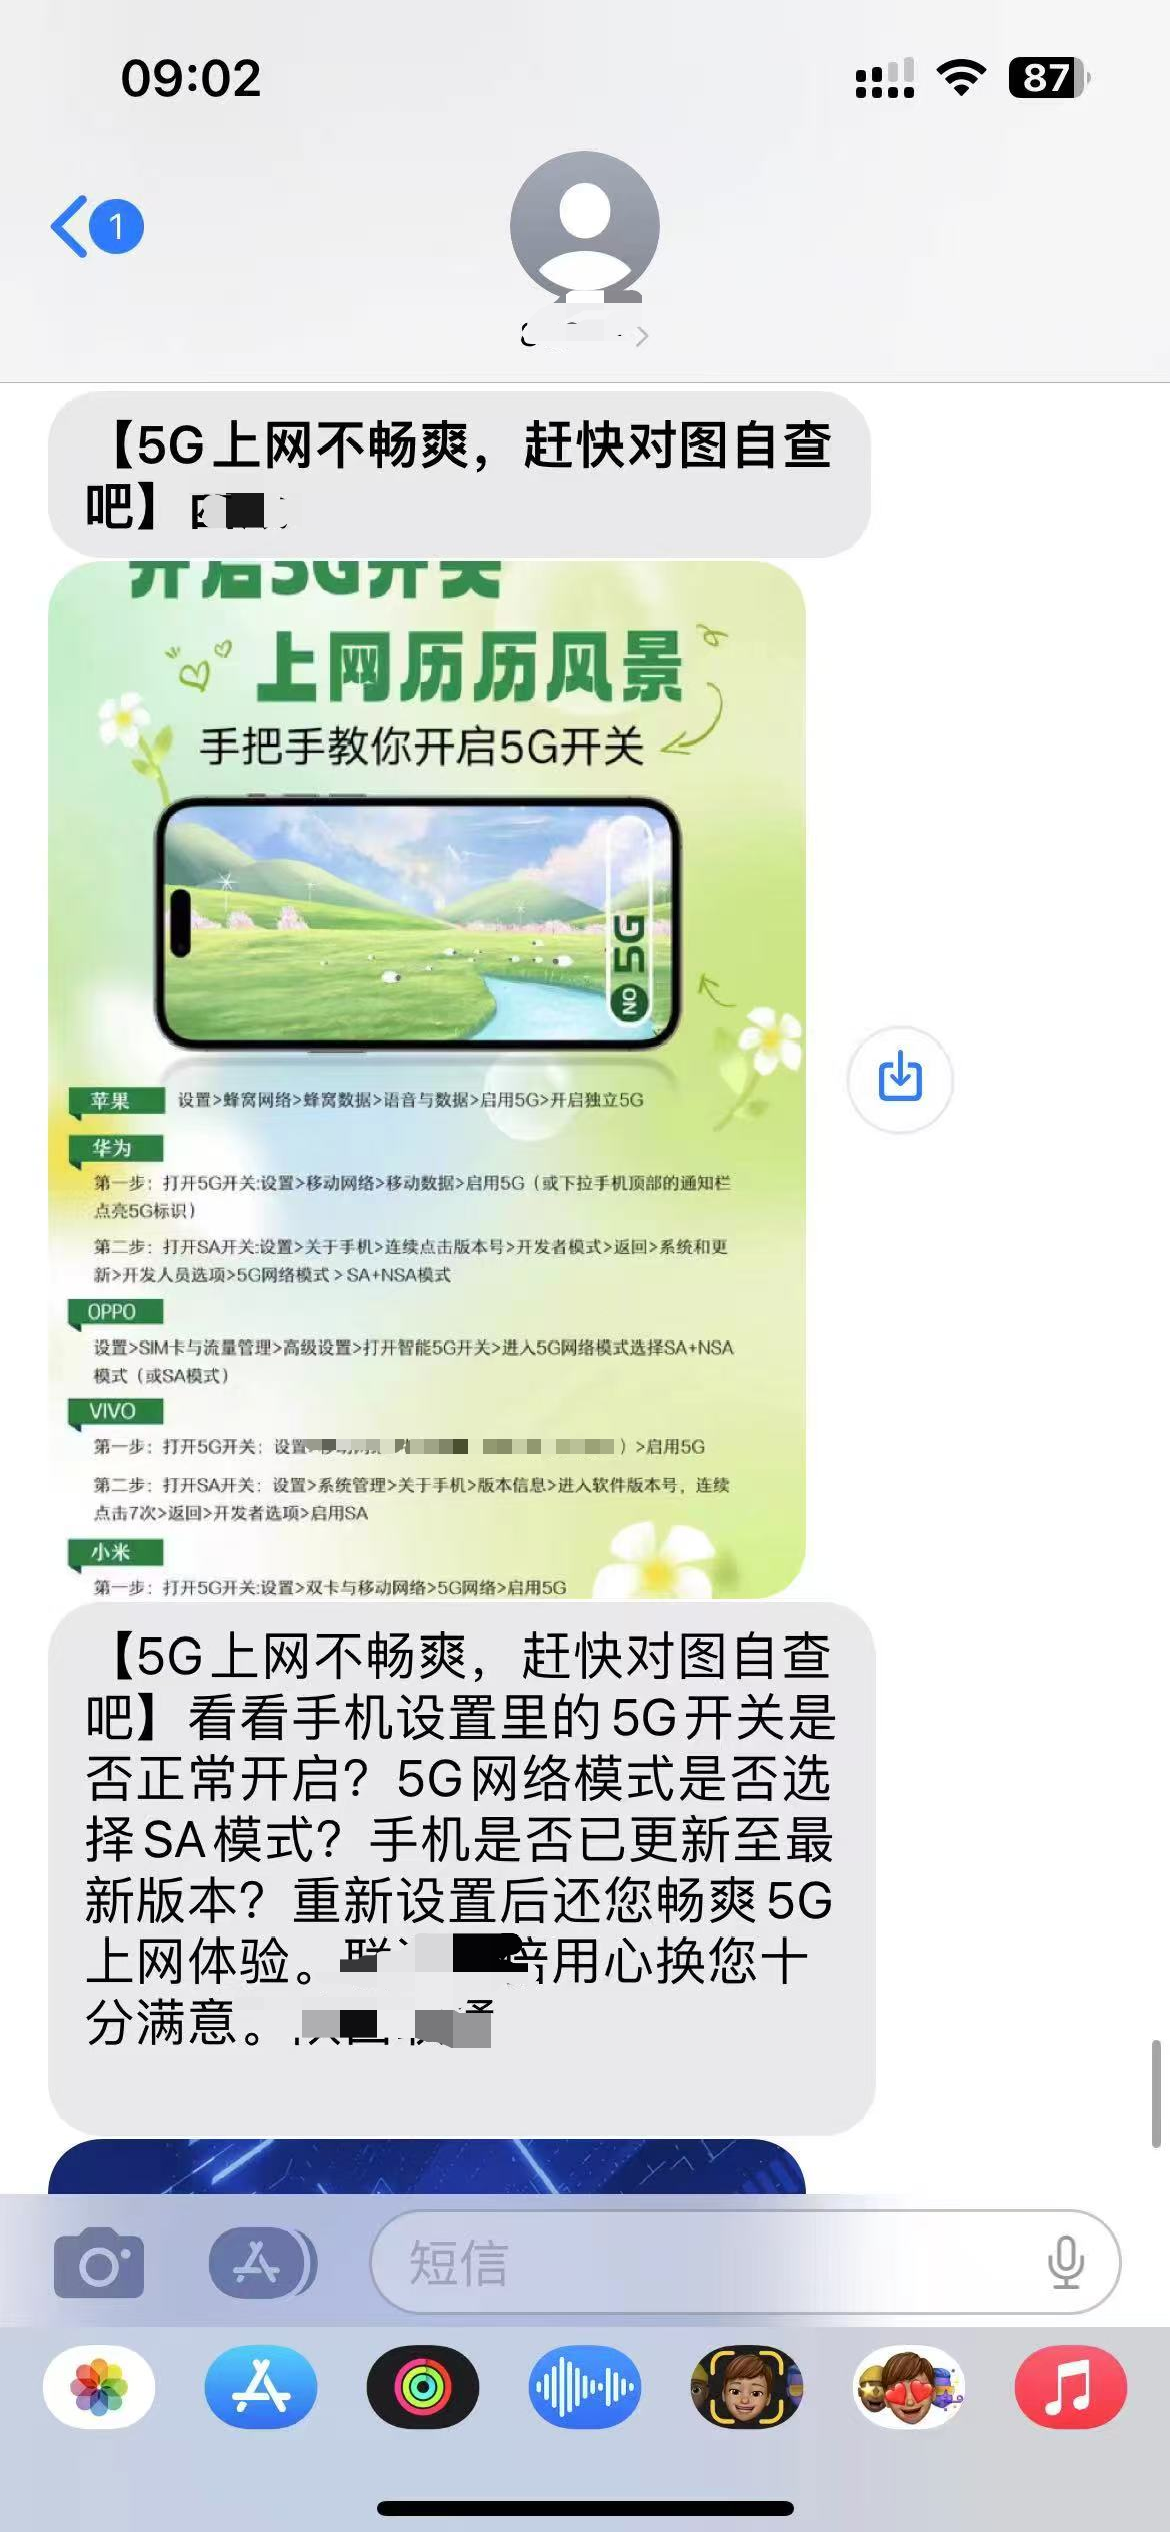 09:02
87
1
【5G上网不畅爽，赶快对图自查
吧】
开启5G开关
上网历历风景
手把手教你开启5G开关
NO 5G
苹果 设置>蜂窝网络>蜂窝数据>语音与数据>启用5G>开启独立5G
华为
第一步：打开5G开关:设置>移动网络>移动数据>启用5G（或下拉手机顶部的通知栏
点亮5G标识）
第二步：打开SA开关:设置>关于手机>连续点击版本号>开发者模式>返回>系统和更
新>开发人员选项>5G网络模式 > SA+NSA模式
OPPO
设置>SIM卡与流量管理>高级设置>打开智能5G开关>进入5G网络模式选择SA+NSA
模式（或SA模式）
VIVO
第一步：打开5G开关：设置 ）>启用5G
第二步：打开SA开关：设置>系统管理>关于手机>版本信息>进入软件版本号，连续
点击7次>返回>开发者选项>启用SA
小米
第一步：打开5G开关:设置>双卡与移动网络>5G网络>启用5G
【5G上网不畅爽，赶快对图自查
吧】看看手机设置里的5G开关是
否正常开启？5G网络模式是否选
择SA模式？手机是否已更新至最
新版本？重新设置后还您畅爽5G
上网体验。 用心换您十
分满意。
短信